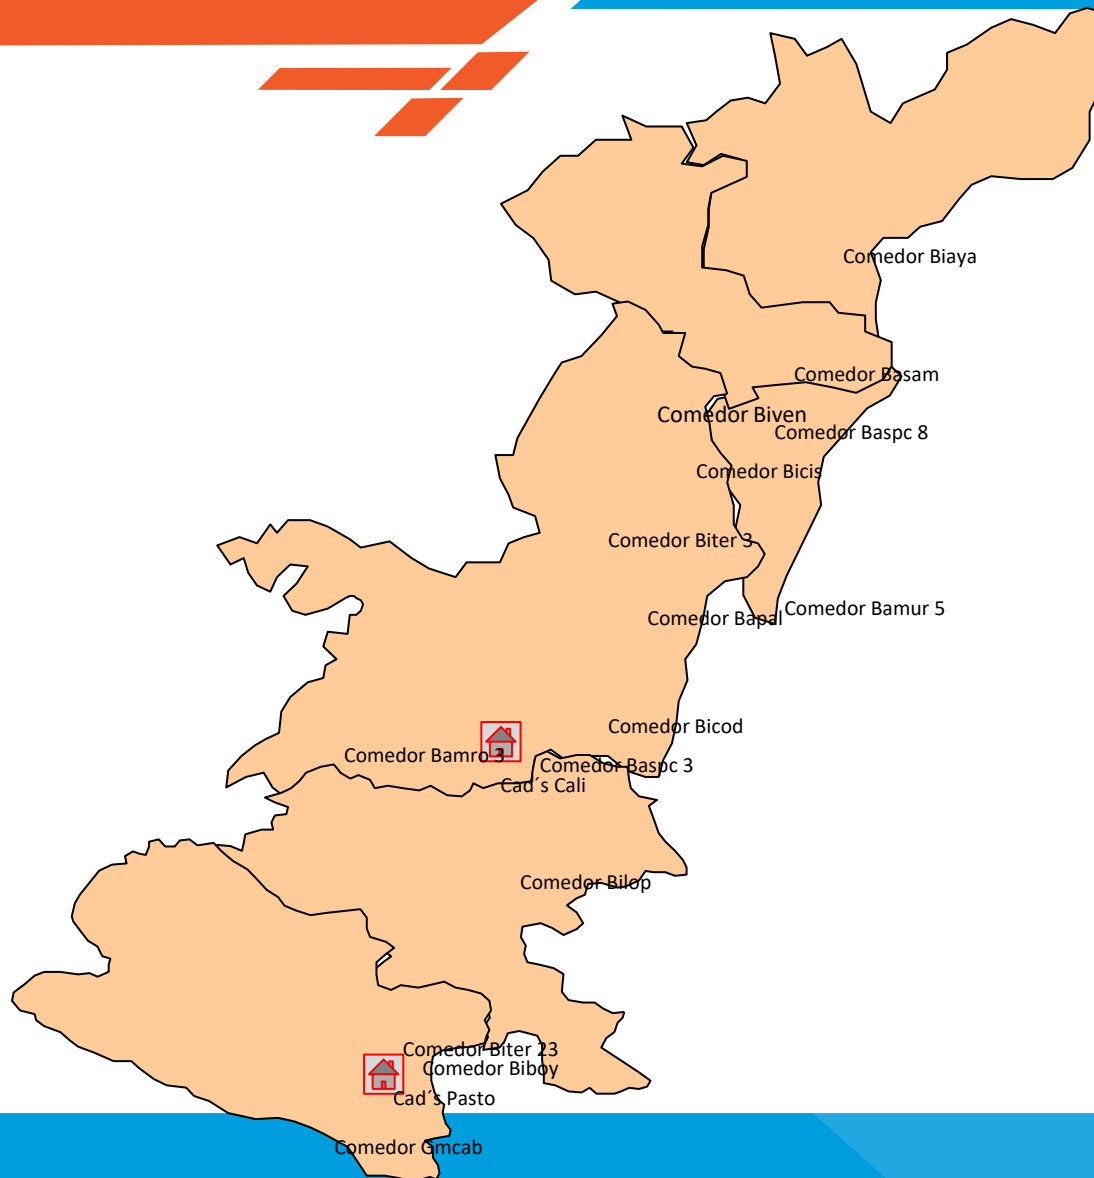 Comedor Biaya
Comedor Basam
Comedor Biven
Comedor Baspc 8
Comedor Bicis
Comedor Biter 3
Comedor Bamur 5
Comedor Bapal
Comedor Bicod
Comedor Bamro 3
Comedor Baspc 3
Cad´s Cali
Comedor Bilop
Comedor Biter 23
Comedor Biboy
Cad´s Pasto
Comedor Gmcab